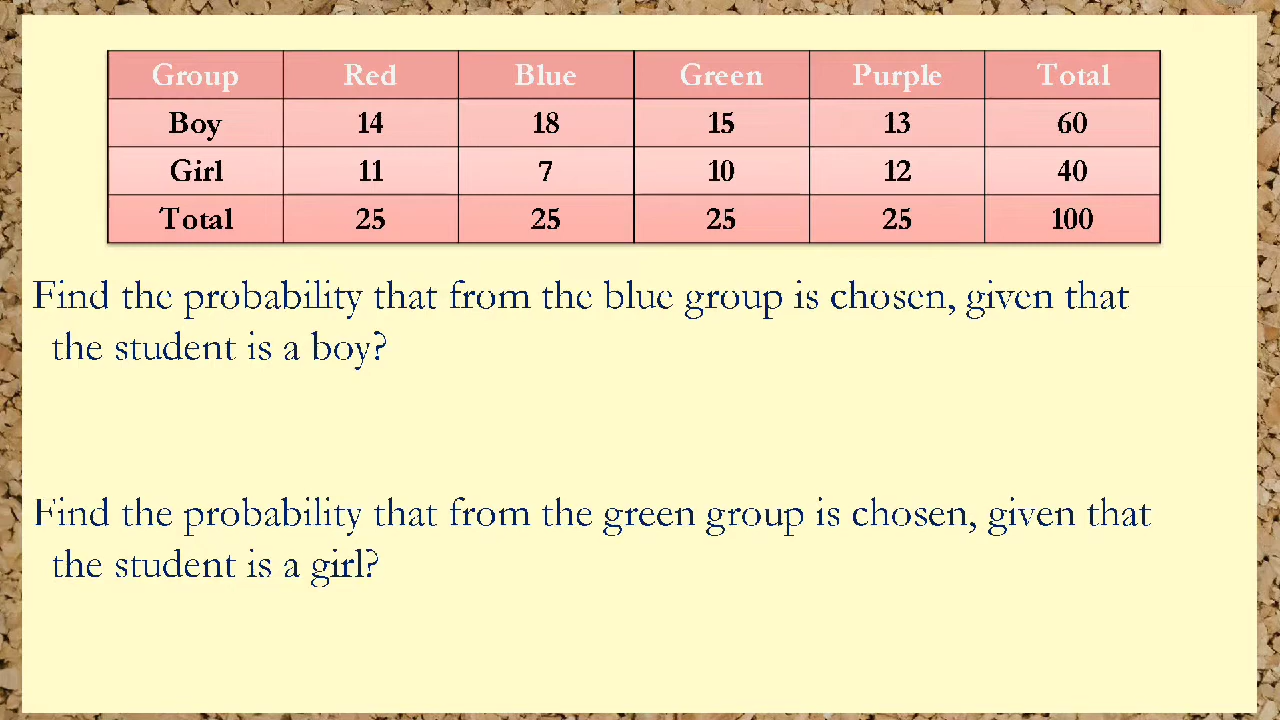 Group Red Blue Green Purple Total
Boy 14 18 15 13 60
Girl 11 7 10 12 40
Total 25 25 25 25 100
Find the probability that from the blue group is chosen, given that
the student is a boy?
Find the probability that from the green group is chosen, given that
the student is a girl?